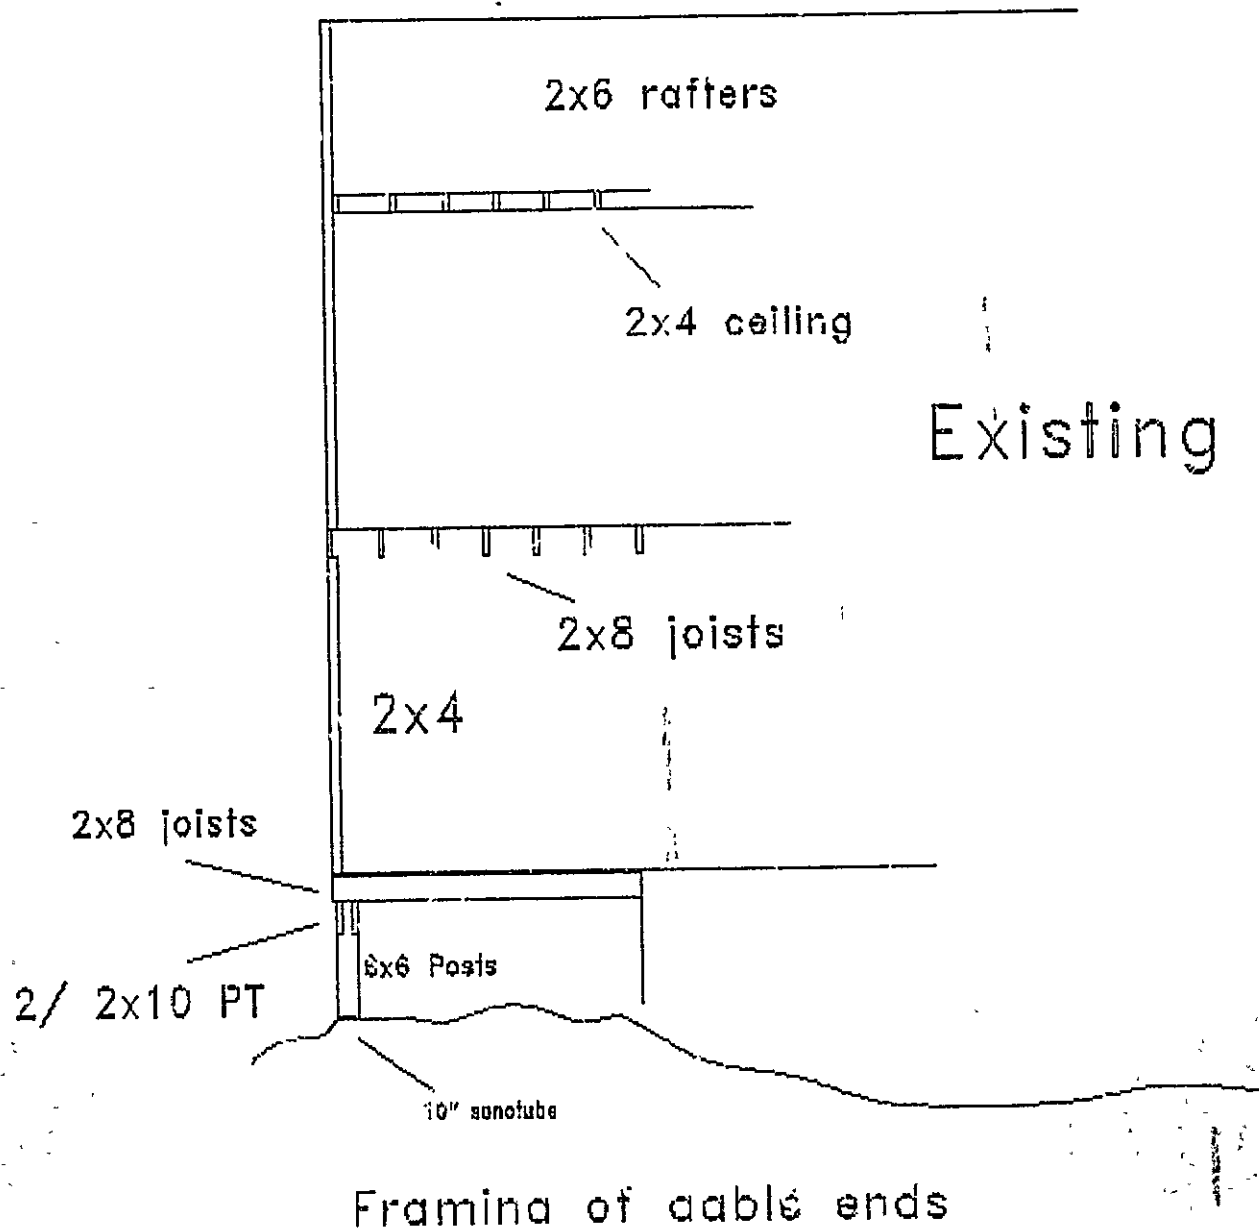 2x6 rafters
2x4 ceiling
Existing
2x8 joists
2x4
2x8 joists
6x6 Posts
2/ 2x10 PT
10" sonotube
Framing of gable ends